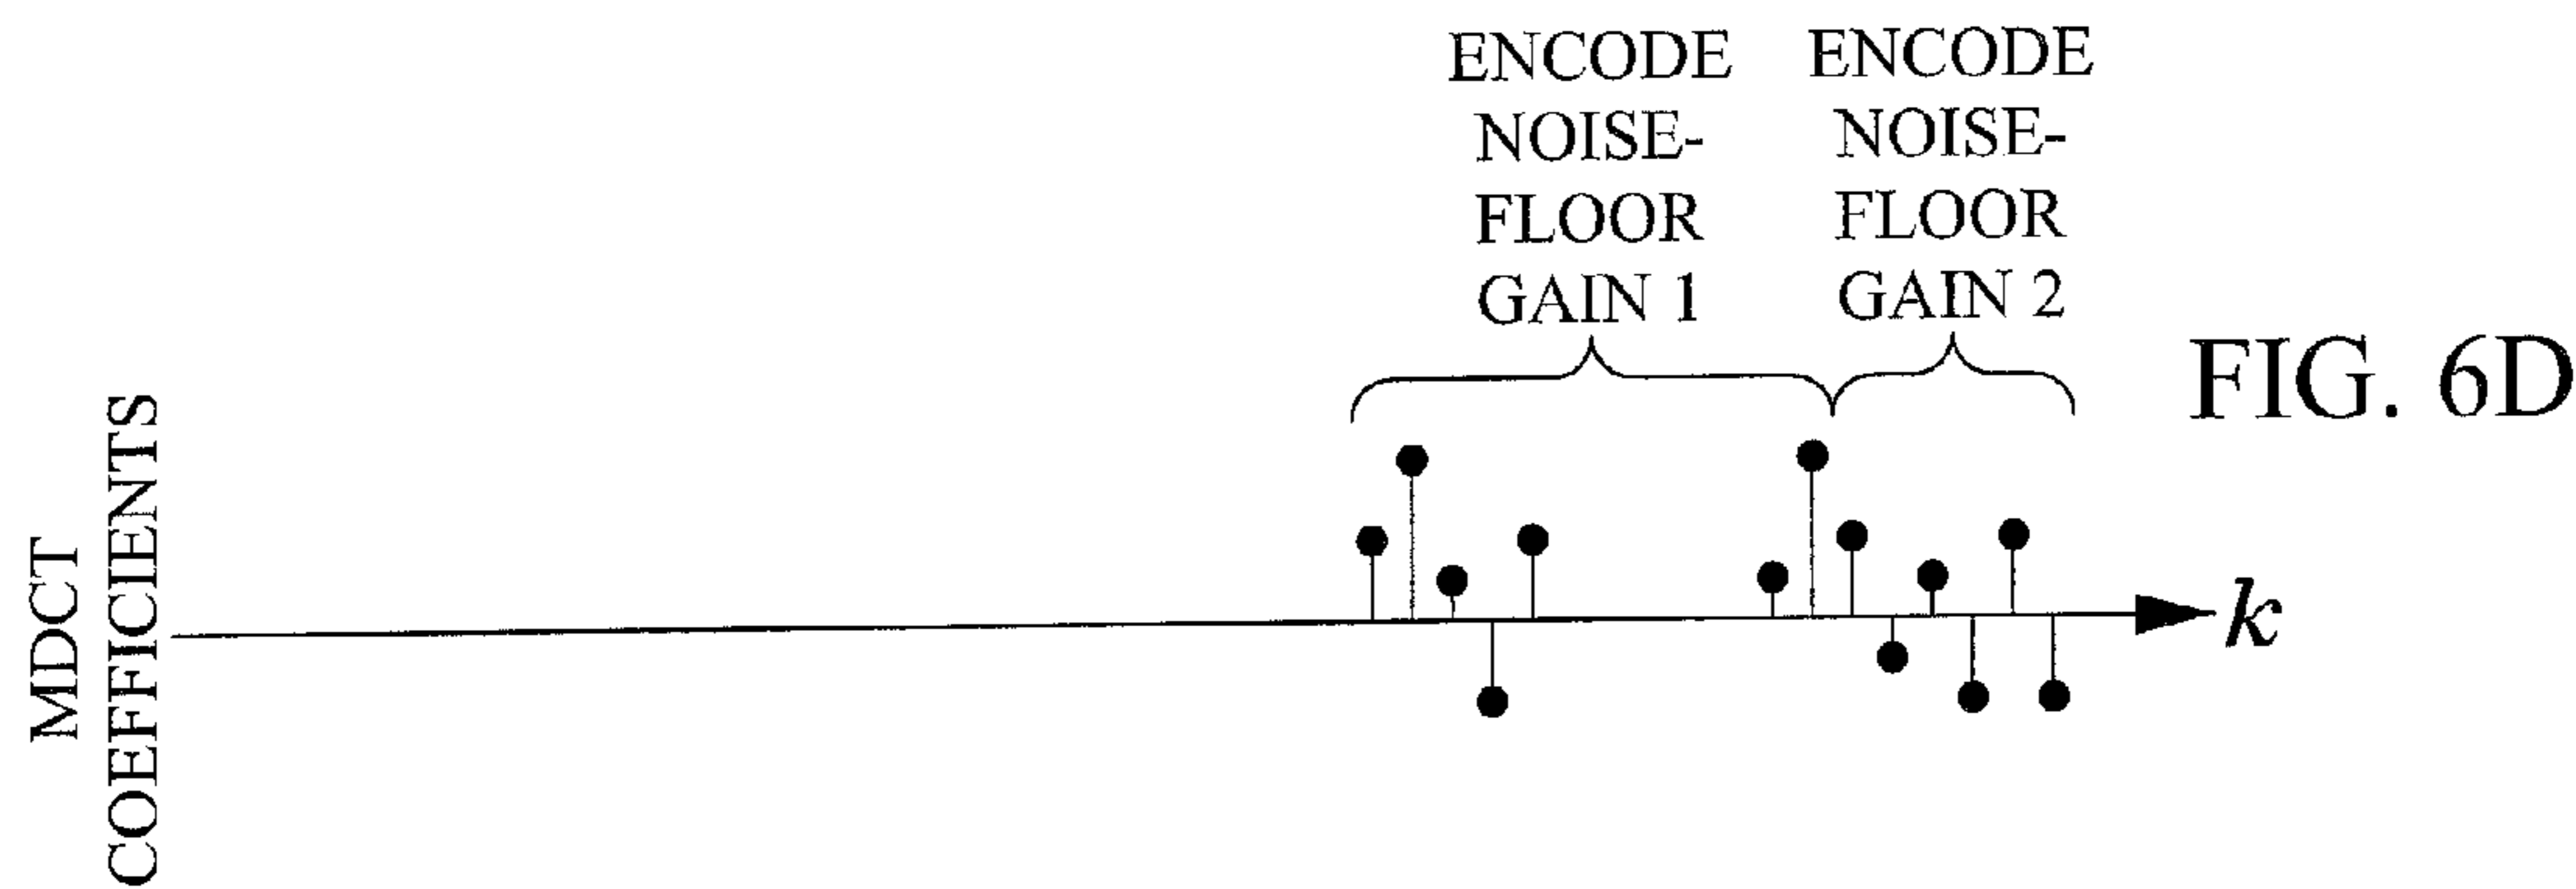 ENCODE
NOISE-
FLOOR
GAIN 1
ENCODE
NOISE-
FLOOR
GAIN 2
FIG. 6D
MDCT
COEFFICIENTS
k